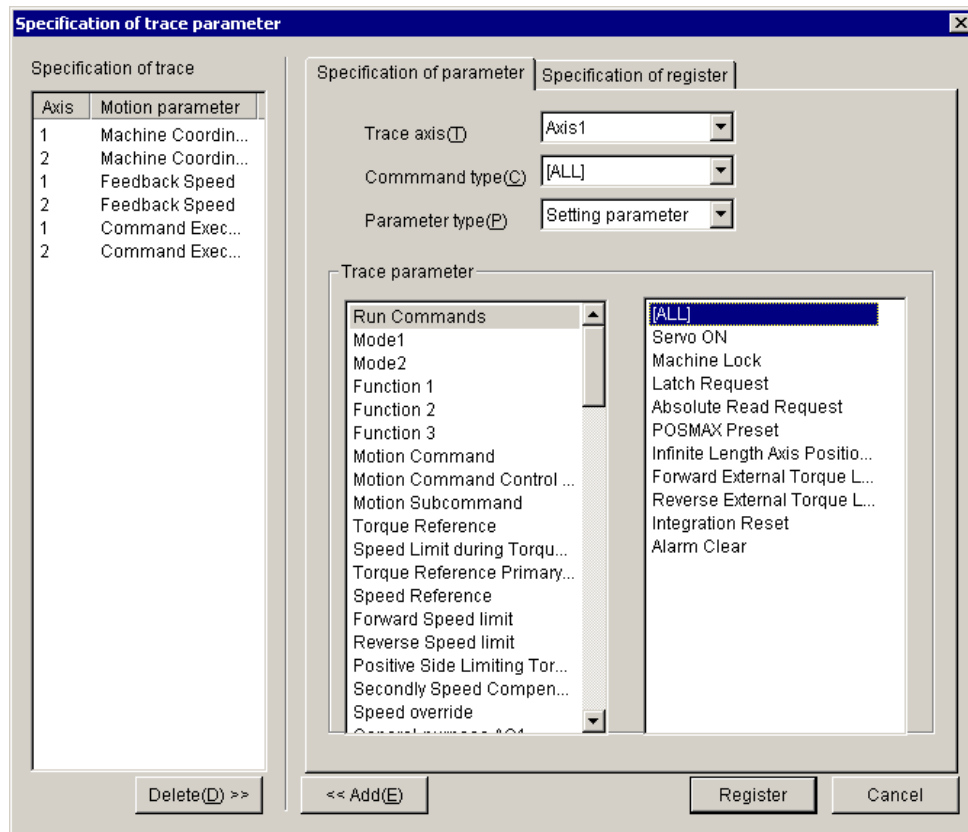 Specification of trace parameter
Specification of trace
Axis Motion parameter
1 Machine Coordin...
2 Machine Coordin...
1 Feedback Speed
2 Feedback Speed
1 Command Exec...
2 Command Exec...
Delete(D) >>
Specification of parameter
Specification of register
Trace axis(T) Axis1
Commmand type(C) [ALL]
Parameter type(P) Setting parameter
Trace parameter
Run Commands
Mode1
Mode2
Function 1
Function 2
Function 3
Motion Command
Motion Command Control ...
Motion Subcommand
Torque Reference
Speed Limit during Torqu...
Torque Reference Primary...
Speed Reference
Forward Speed limit
Reverse Speed limit
Positive Side Limiting Tor...
Secondly Speed Compen...
Speed override
[ALL]
Servo ON
Machine Lock
Latch Request
Absolute Read Request
POSMAX Preset
Infinite Length Axis Positio...
Forward External Torque L...
Reverse External Torque L...
Integration Reset
Alarm Clear
<< Add(E)
Register
Cancel